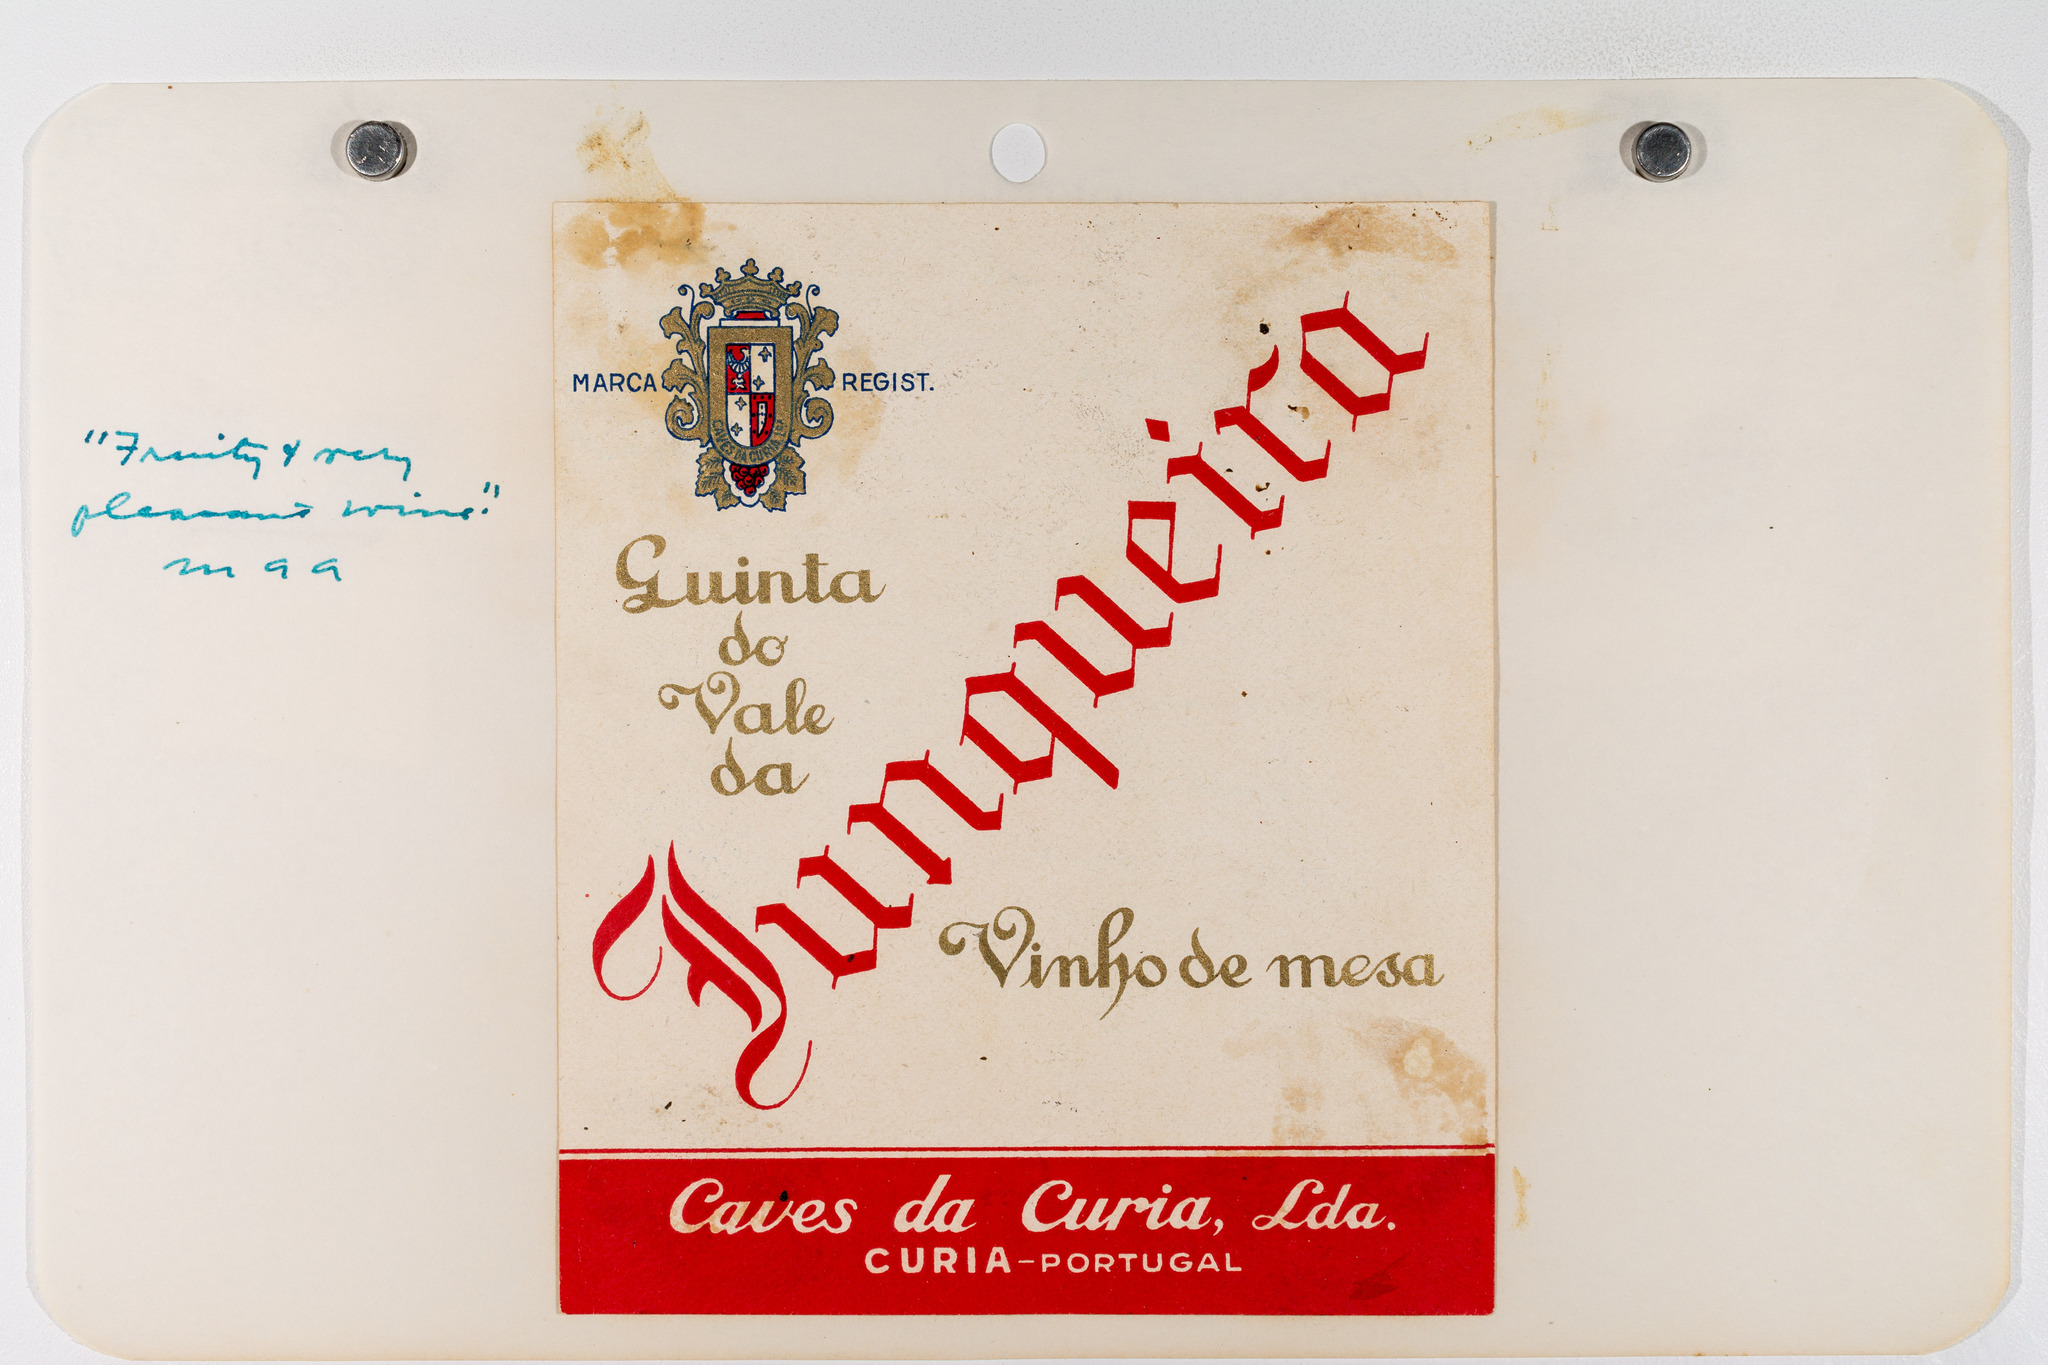 "Fruity & very
pleasant wine."
m a a
MARCA REGIST.
CAVES DA CURIA
Quinta
do
Vale
da
Junqueira
Vinho de mesa
Caves da Curia, Lda.
CURIA-PORTUGAL